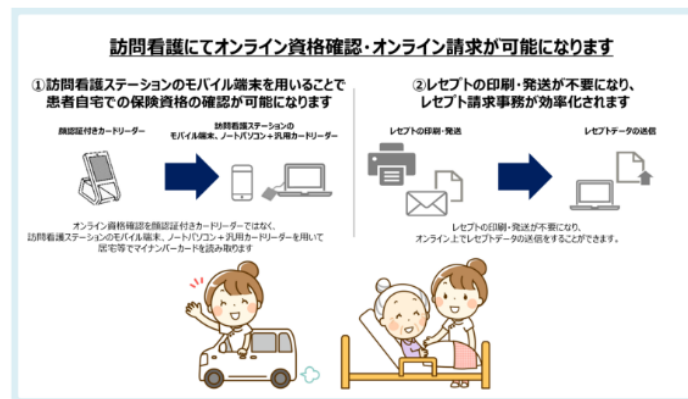 訪問看護にてオンライン資格確認・オンライン請求が可能になります
①訪問看護ステーションのモバイル端末を用いることで
患者自宅での保険資格の確認が可能になります
顔認証付きカードリーダー
訪問看護ステーションの
モバイル端末、ノートパソコン+汎用カードリーダー
オンライン資格確認を顔認証付きカードリーダーではなく、
訪問看護ステーションのモバイル端末、ノートパソコン+汎用カードリーダーを用いて
居宅等でマイナンバーカードを読み取ります
②レセプトの印刷・発送が不要になり、
レセプト請求事務が効率化されます
レセプトの印刷・発送
レセプトデータの送信
レセプトの印刷・発送が不要になり、
オンライン上でレセプトデータの送信をすることができます。